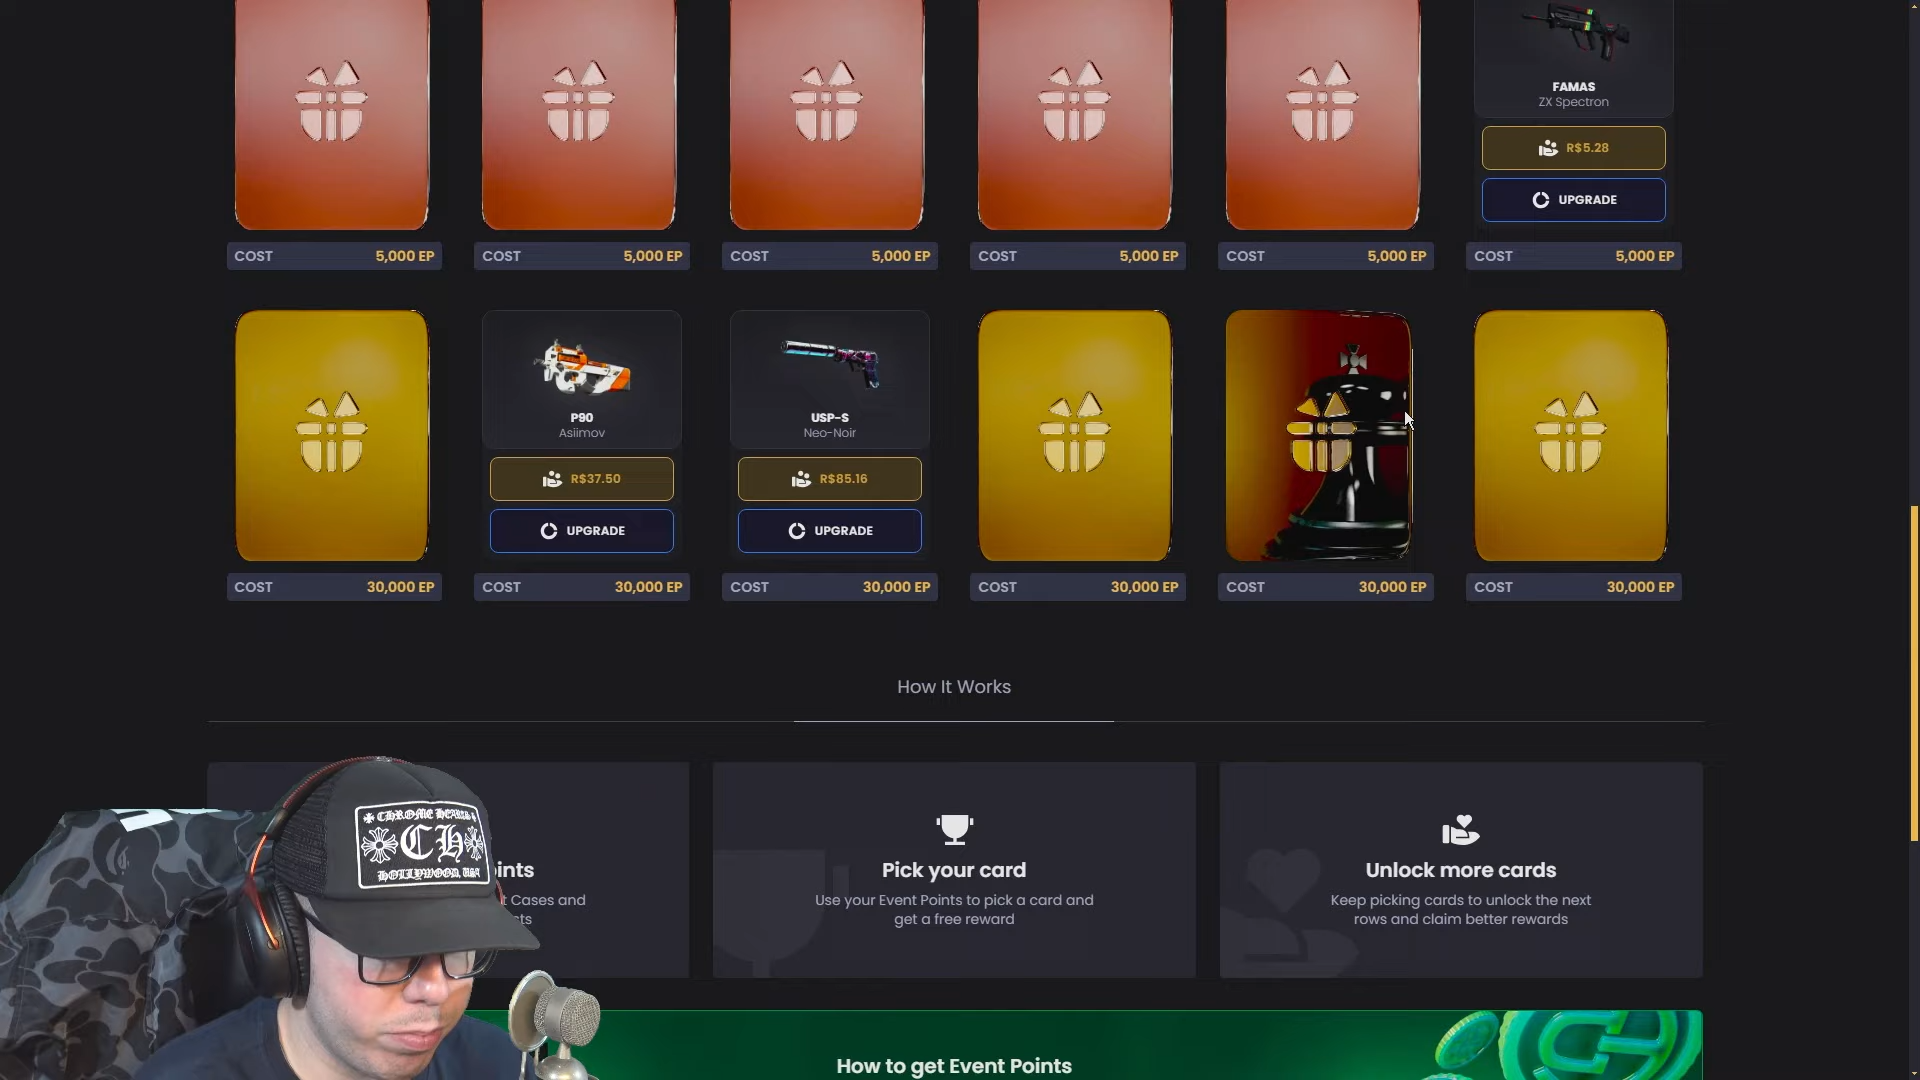 FAMAS
ZX Spectron
R$5.28
UPGRADE
COST 5,000 EP
COST 5,000 EP
COST 5,000 EP
COST 5,000 EP
COST 5,000 EP
COST 5,000 EP
P90
Asiimov
R$37.50
UPGRADE
USP-S
Neo-Noir
R$85.16
UPGRADE
COST 30,000 EP
COST 30,000 EP
COST 30,000 EP
COST 30,000 EP
COST 30,000 EP
COST 30,000 EP
How It Works
Cases and
Pick your card
Use your Event Points to pick a card and
get a free reward
Unlock more cards
Keep picking cards to unlock the next
rows and claim better rewards
CHROME HEARTS
CH
HOLLYWOOD, USA
How to get Event Points